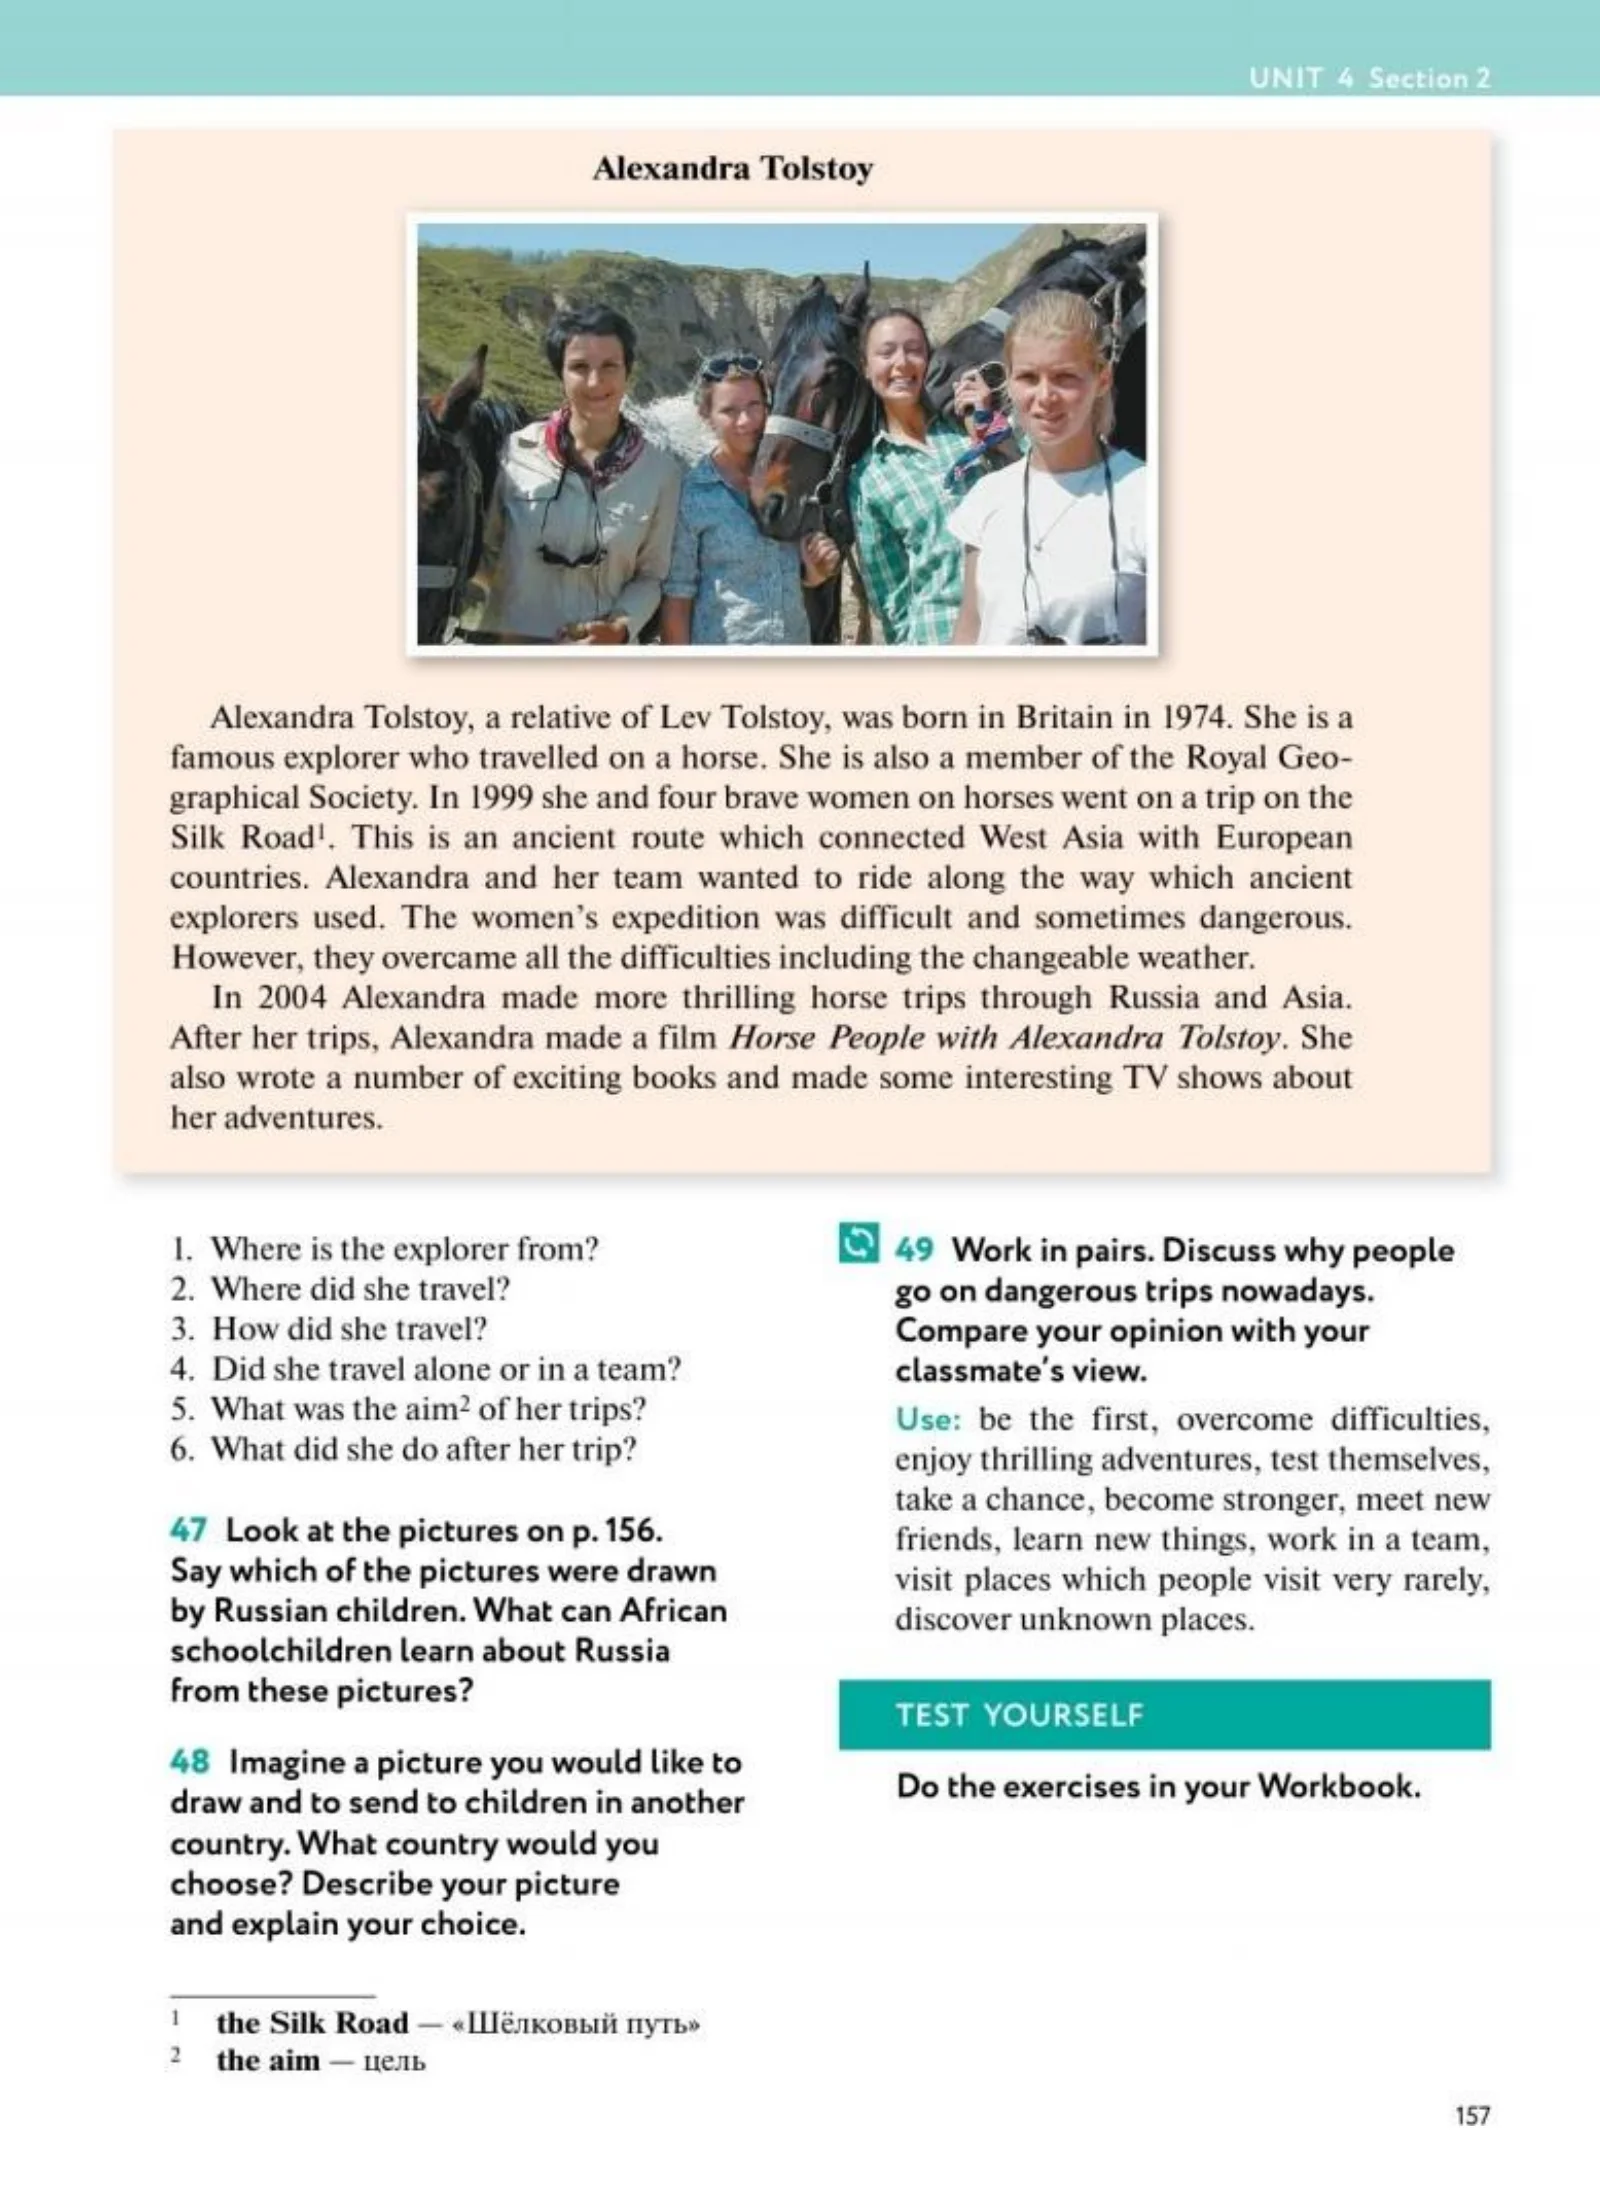 UNIT 4 Section 2
Alexandra Tolstoy
Alexandra Tolstoy, a relative of Lev Tolstoy, was born in Britain in 1974. She is a
famous explorer who travelled on a horse. She is also a member of the Royal Geo-
graphical Society. In 1999 she and four brave women on horses went on a trip on the
Silk Road¹. This is an ancient route which connected West Asia with European
countries. Alexandra and her team wanted to ride along the way which ancient
explorers used. The women's expedition was difficult and sometimes dangerous.
However, they overcame all the difficulties including the changeable weather.
In 2004 Alexandra made more thrilling horse trips through Russia and Asia.
After her trips, Alexandra made a film Horse People with Alexandra Tolstoy. She
also wrote a number of exciting books and made some interesting TV shows about
her adventures.
1. Where is the explorer from?
2. Where did she travel?
3. How did she travel?
4. Did she travel alone or in a team?
5. What was the aim² of her trips?
6. What did she do after her trip?
47 Look at the pictures on p. 156.
Say which of the pictures were drawn
by Russian children. What can African
schoolchildren learn about Russia
from these pictures?
48 Imagine a picture you would like to
draw and to send to children in another
country. What country would you
choose? Describe your picture
and explain your choice.
49 Work in pairs. Discuss why people
go on dangerous trips nowadays.
Compare your opinion with your
classmate's view.
Use: be the first, overcome difficulties,
enjoy thrilling adventures, test themselves,
take a chance, become stronger, meet new
friends, learn new things, work in a team,
visit places which people visit very rarely,
discover unknown places.
TEST YOURSELF
Do the exercises in your Workbook.
1 the Silk Road — «Шёлковый путь»
2 the aim — цель
157